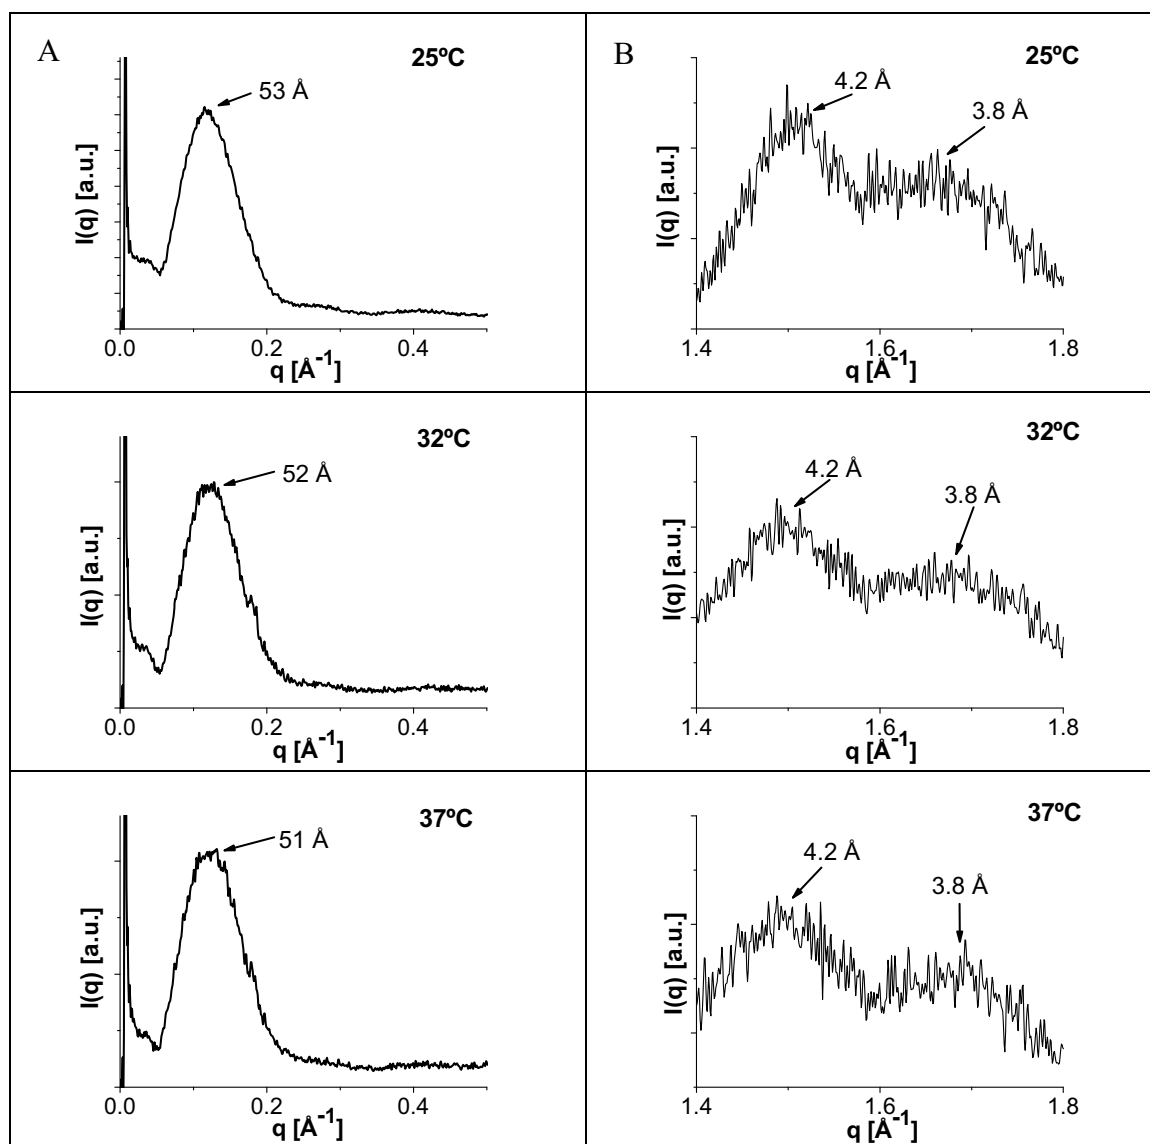 A
25ºC
53 Å
I(q) [a.u.]
0.0 0.2 0.4
q [Å⁻¹]
B
25ºC
4.2 Å
3.8 Å
I(q) [a.u.]
1.4 1.6 1.8
q [Å⁻¹]
32ºC
52 Å
I(q) [a.u.]
0.0 0.2 0.4
q [Å⁻¹]
32ºC
4.2 Å
3.8 Å
I(q) [a.u.]
1.4 1.6 1.8
q [Å⁻¹]
37ºC
51 Å
I(q) [a.u.]
0.0 0.2 0.4
q [Å⁻¹]
37ºC
4.2 Å
3.8 Å
I(q) [a.u.]
1.4 1.6 1.8
q [Å⁻¹]